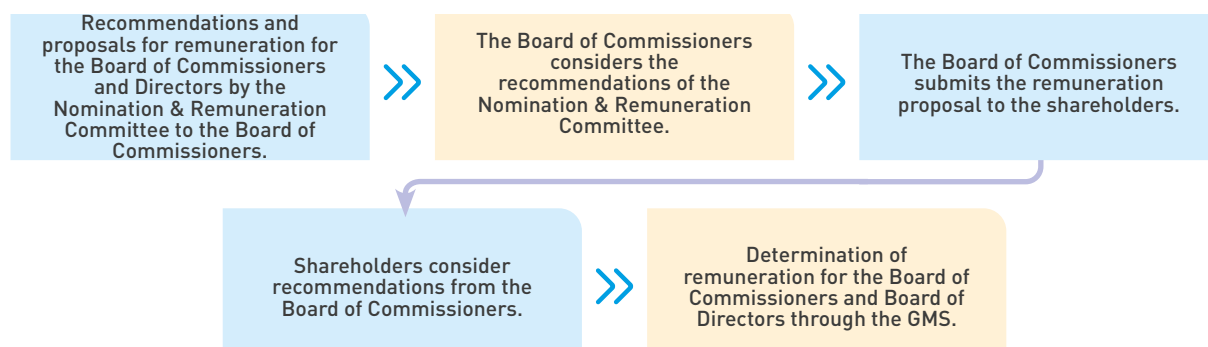 Recommendations and
proposals for remuneration for
the Board of Commissioners
and Directors by the
Nomination & Remuneration
Committee to the Board of
Commissioners.
The Board of Commissioners
considers the
recommendations of the
Nomination & Remuneration
Committee.
The Board of Commissioners
submits the remuneration
proposal to the shareholders.
Shareholders consider
recommendations from the
Board of Commissioners.
Determination of
remuneration for the Board of
Commissioners and Board of
Directors through the GMS.